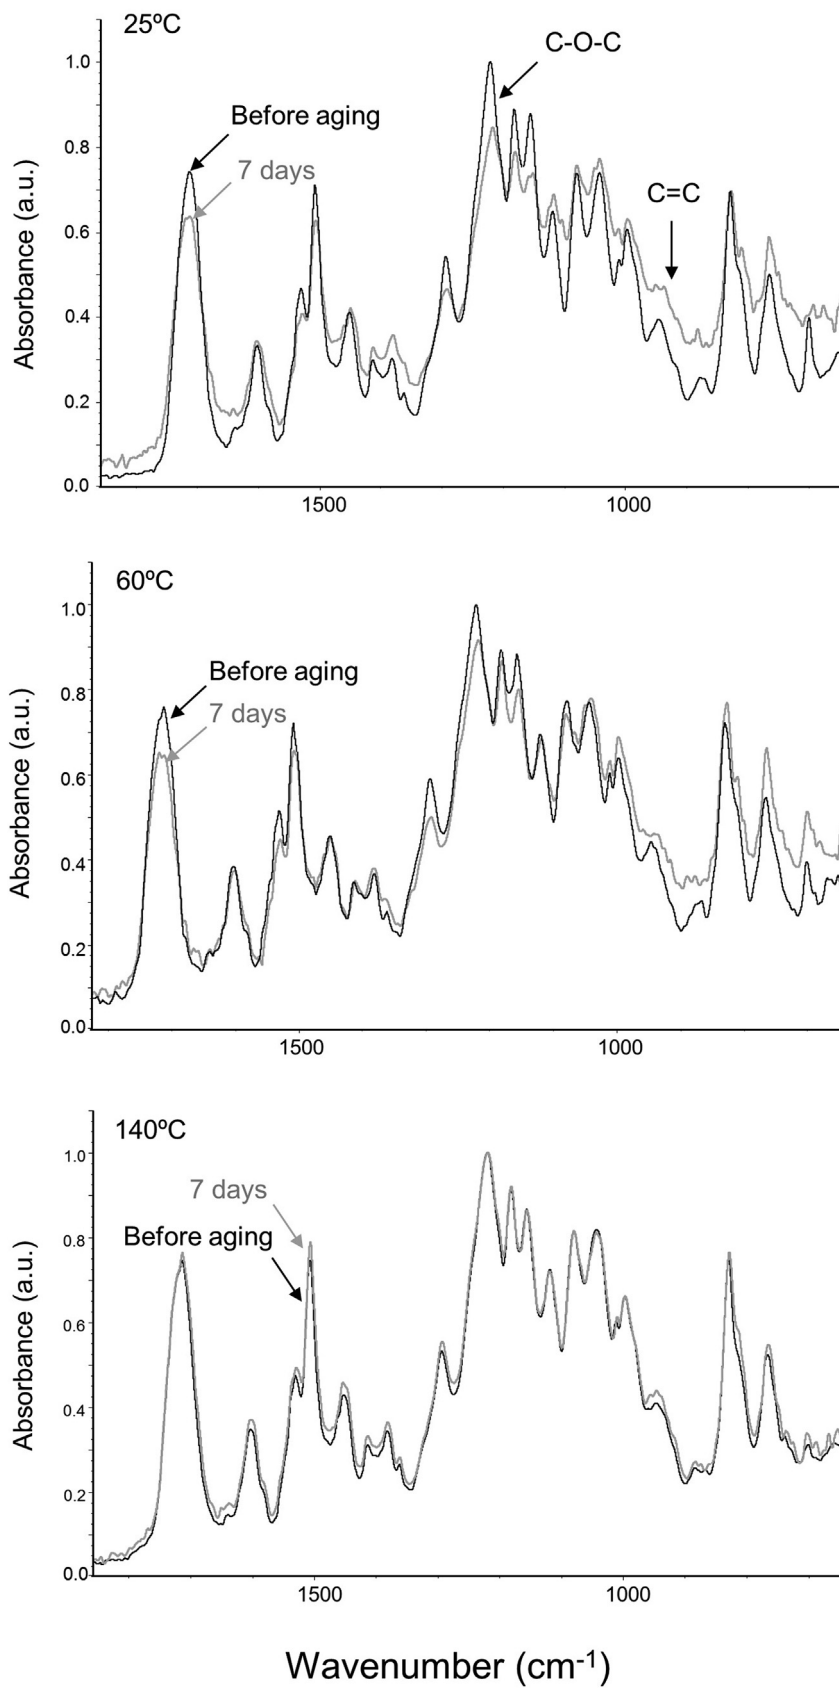 25ºC
C-O-C
1.0
Before aging
0.8
7 days
C=C
0.6
Absorbance (a.u.)
0.4
0.2
0.0
1500
1000
60ºC
1.0
Before aging
0.8
7 days
0.6
Absorbance (a.u.)
0.4
0.2
0.0
1500
1000
140ºC
1.0
7 days
Before aging
0.8
0.6
Absorbance (a.u.)
0.4
0.2
0.0
1500
1000
Wavenumber (cm-1)